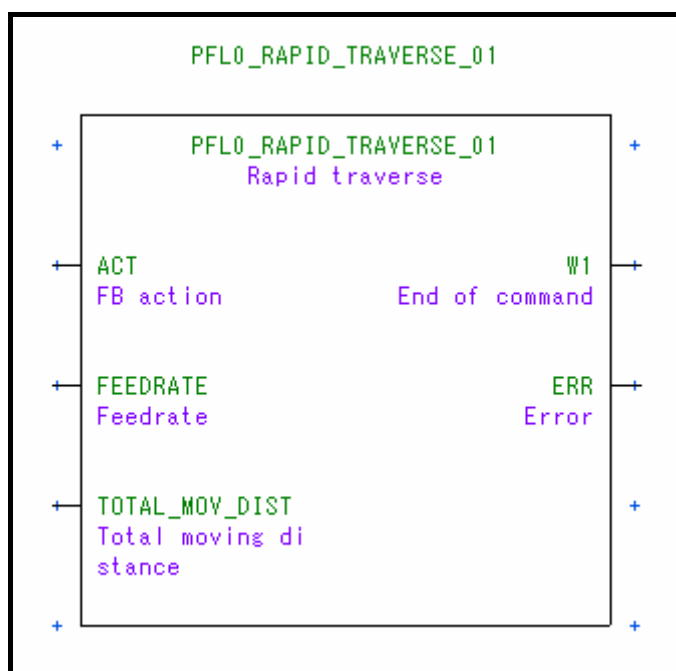 PFL0_RAPID_TRAVERSE_01
PFL0_RAPID_TRAVERSE_01
Rapid traverse
ACT W1
FB action End of command
FEEDRATE ERR
Feedrate Error
TOTAL_MOV_DIST
Total moving di
stance